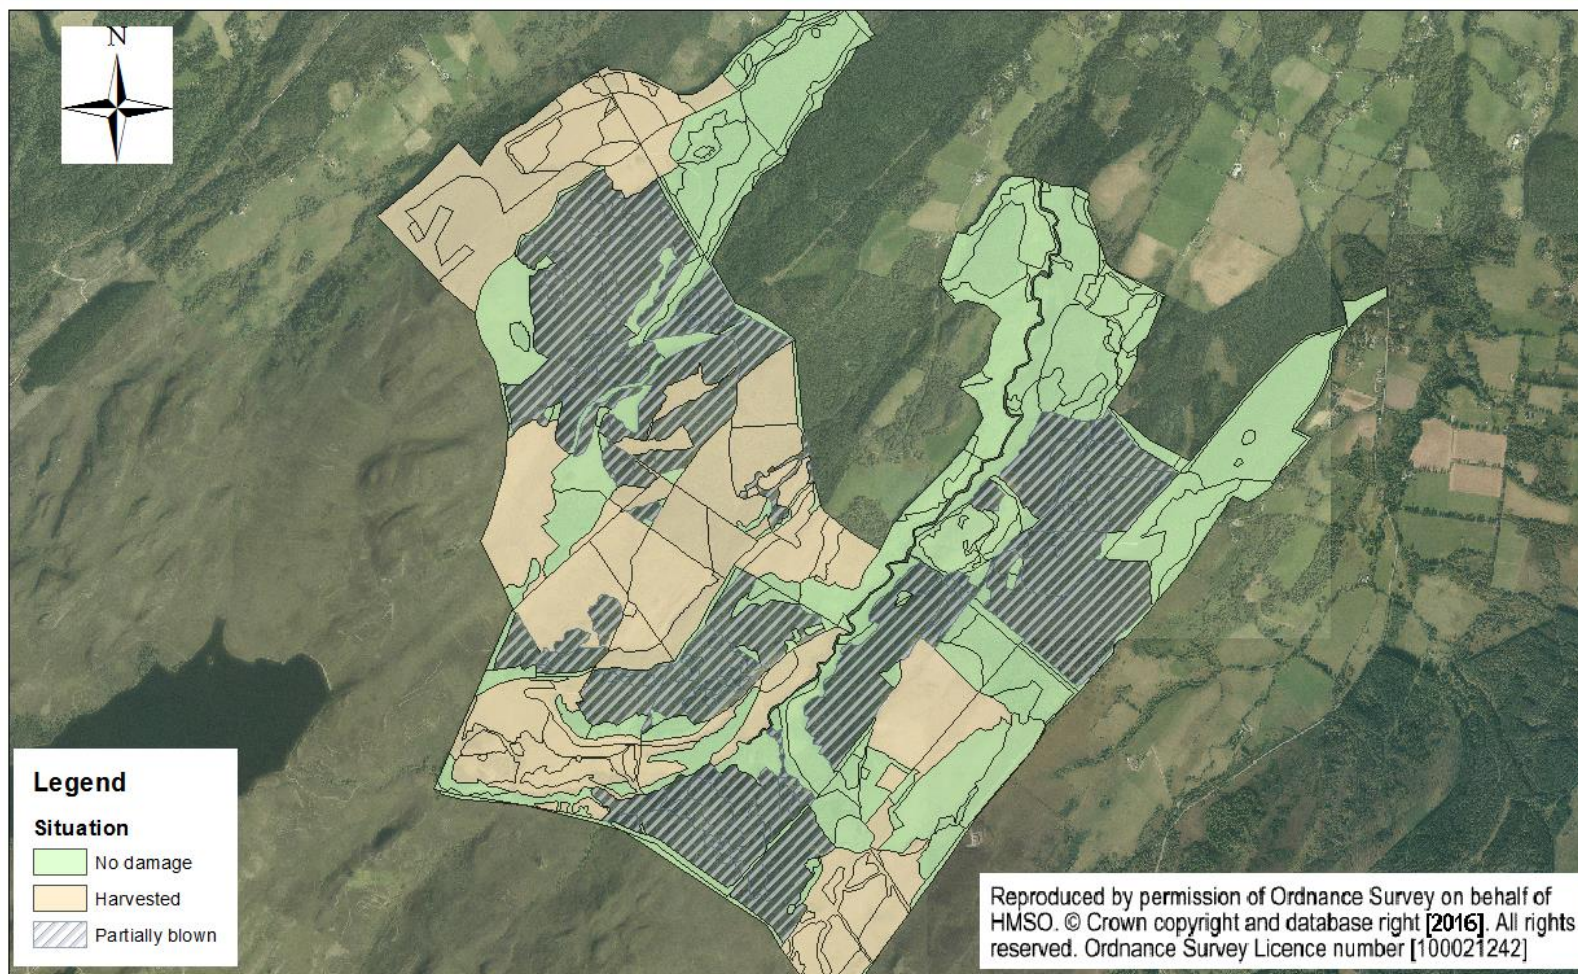 N
Legend
Situation
No damage
Harvested
Partially blown
Reproduced by permission of Ordnance Survey on behalf of
HMSO. © Crown copyright and database right [2016]. All rights
reserved. Ordnance Survey Licence number [100021242]